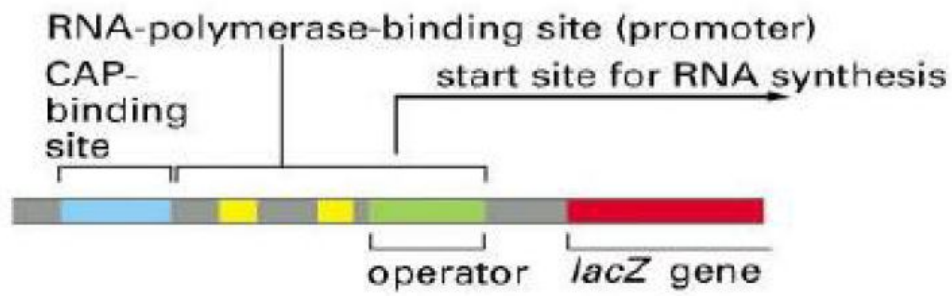 RNA-polymerase-binding site (promoter)
CAP-
binding
site
start site for RNA synthesis
operator
lacZ gene